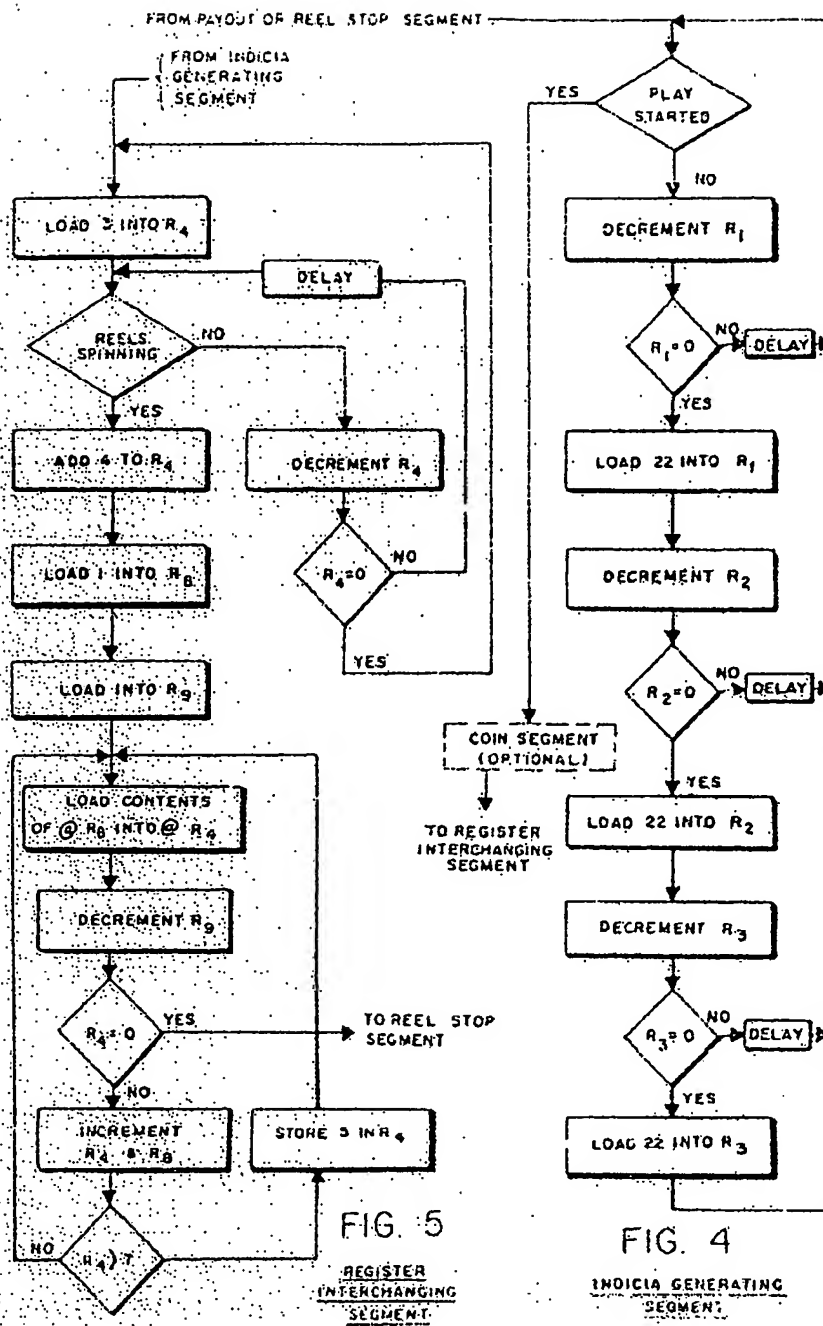 FROM PAYOUT OR REEL STOP SEGMENT
FROM INDICIA
GENERATING
SEGMENT
LOAD 3 INTO R4
DELAY
REELS
SPINNING
NO
YES
ADD 4 TO R4
DECREMENT R4
LOAD 1 INTO R8
R4=0
NO
YES
LOAD INTO R9
LOAD CONTENTS
OF @ R8 INTO @ R4
DECREMENT R9
R4=0
YES
TO REEL STOP
SEGMENT
NO
INCREMENT
R4 & R8
STORE 3 IN R4
NO
R4>7
FIG. 5
REGISTER
INTERCHANGING
SEGMENT
PLAY
STARTED
YES
NO
DECREMENT R1
R1=0
NO
DELAY
YES
LOAD 22 INTO R1
DECREMENT R2
R2=0
NO
DELAY
COIN SEGMENT
(OPTIONAL)
TO REGISTER
INTERCHANGING
SEGMENT
YES
LOAD 22 INTO R2
DECREMENT R3
R3=0
NO
DELAY
YES
LOAD 22 INTO R3
FIG. 4
INDICIA GENERATING
SEGMENT